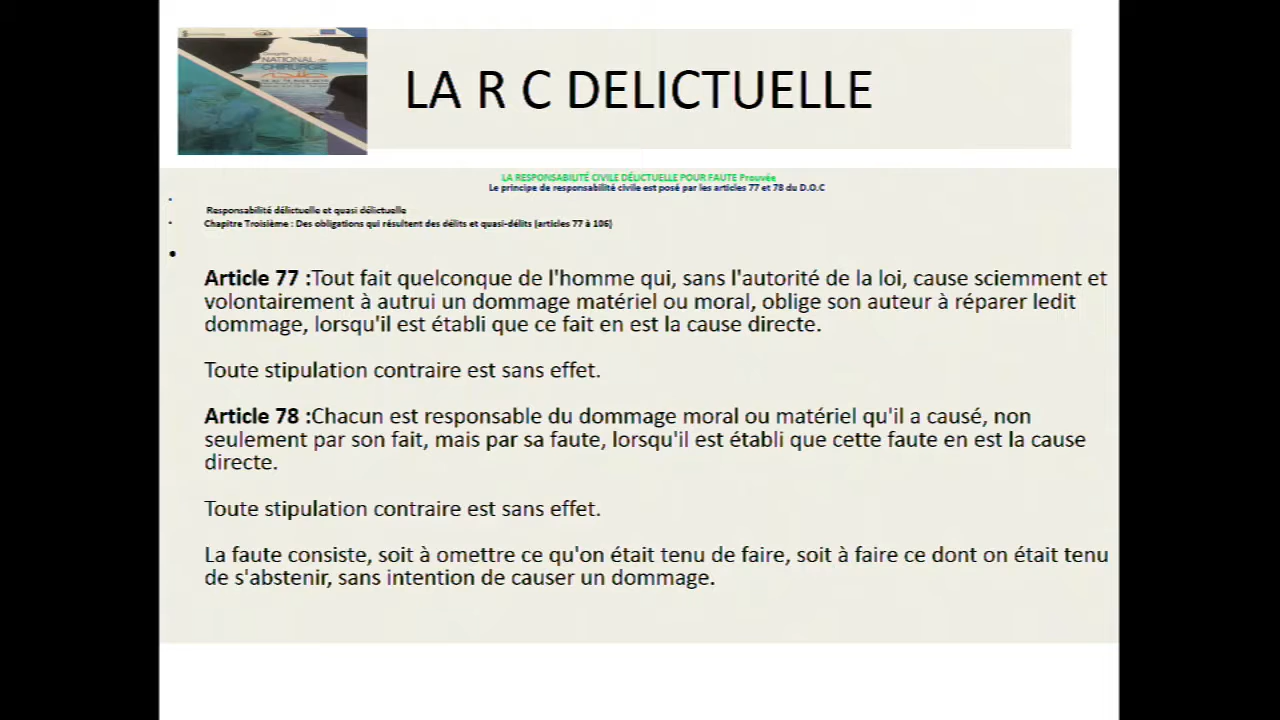 NATIONAL de
CHIRURGIE
LA R C DELICTUELLE
LA RESPONSABILITÉ CIVILE DÉLICTUELLE POUR FAUTE Prouvée
Le principe de responsabilité civile est posé par les articles 77 et 78 du D.O.C
Responsabilité délictuelle et quasi délictuelle
Chapître Troisième : Des obligations qui résultent des délits et quasi-délits (articles 77 à 106)
Article 77 :Tout fait quelconque de l'homme qui, sans l'autorité de la loi, cause sciemment et
volontairement à autrui un dommage matériel ou moral, oblige son auteur à réparer ledit
dommage, lorsqu'il est établi que ce fait en est la cause directe.
Toute stipulation contraire est sans effet.
Article 78 :Chacun est responsable du dommage moral ou matériel qu'il a causé, non
seulement par son fait, mais par sa faute, lorsqu'il est établi que cette faute en est la cause
directe.
Toute stipulation contraire est sans effet.
La faute consiste, soit à omettre ce qu'on était tenu de faire, soit à faire ce dont on était tenu
de s'abstenir, sans intention de causer un dommage.